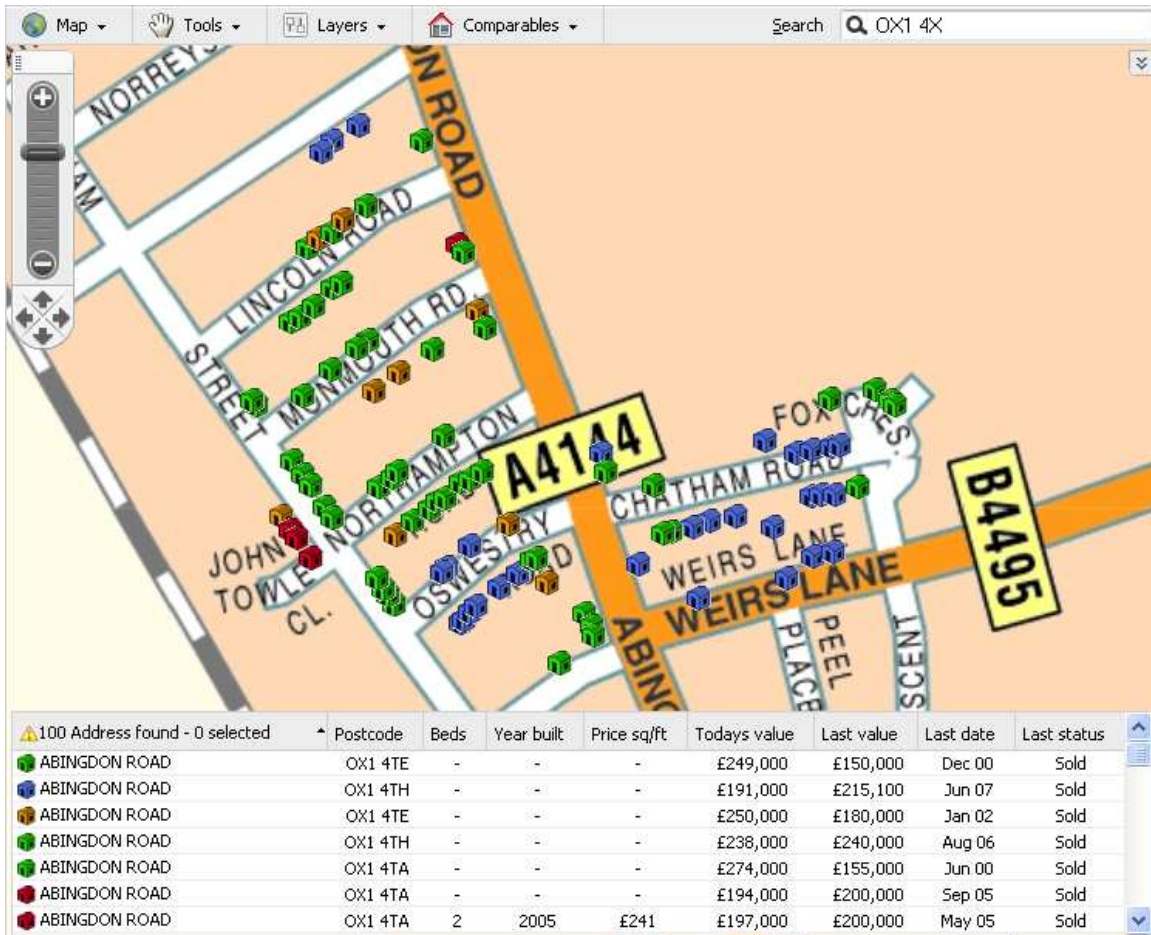 Map Tools Layers Comparables Search OX1 4X
NORREYS
ON ROAD
AM
LINCOLN ROAD
MONMOUTH RD.
STREET
NORTHAMPTON
A4144
FOX CRES.
CHATHAM ROAD
B4495
JOHN
TOWLE
CL.
OSWESTRY
ROAD
WEIRS LANE
WEIRS LANE
ABING
PEEL
PLACE
SCENT
100 Address found - 0 selected Postcode Beds Year built Price sq/ft Todays value Last value Last date Last status
ABINGDON ROAD OX1 4TE - - - £249,000 £150,000 Dec 00 Sold
ABINGDON ROAD OX1 4TH - - - £191,000 £215,100 Jun 07 Sold
ABINGDON ROAD OX1 4TE - - - £250,000 £180,000 Jan 02 Sold
ABINGDON ROAD OX1 4TH - - - £238,000 £240,000 Aug 06 Sold
ABINGDON ROAD OX1 4TA - - - £274,000 £155,000 Jun 00 Sold
ABINGDON ROAD OX1 4TA - - - £194,000 £200,000 Sep 05 Sold
ABINGDON ROAD OX1 4TA 2 2005 £241 £197,000 £200,000 May 05 Sold